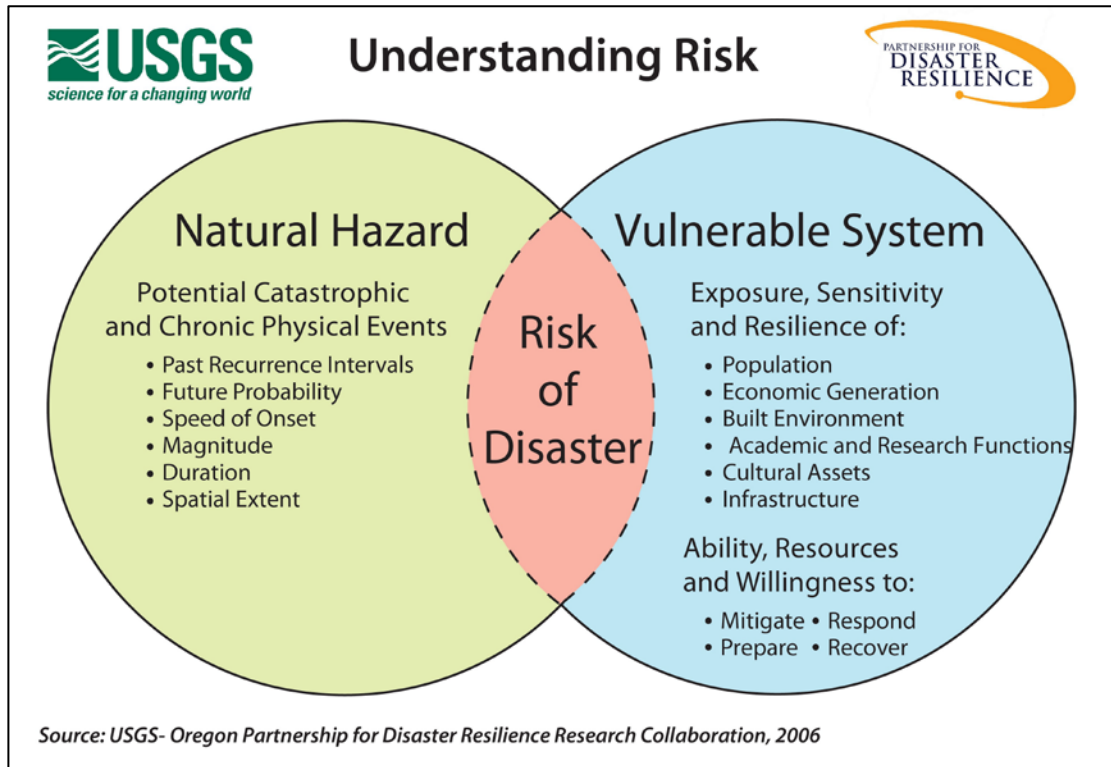 USGS
science for a changing world
Understanding Risk
PARTNERSHIP FOR
DISASTER
RESILIENCE
Natural Hazard
Potential Catastrophic
and Chronic Physical Events
• Past Recurrence Intervals
• Future Probability
• Speed of Onset
• Magnitude
• Duration
• Spatial Extent
Risk
of
Disaster
Vulnerable System
Exposure, Sensitivity
and Resilience of:
• Population
• Economic Generation
• Built Environment
• Academic and Research Functions
• Cultural Assets
• Infrastructure
Ability, Resources
and Willingness to:
• Mitigate • Respond
• Prepare • Recover
Source: USGS- Oregon Partnership for Disaster Resilience Research Collaboration, 2006